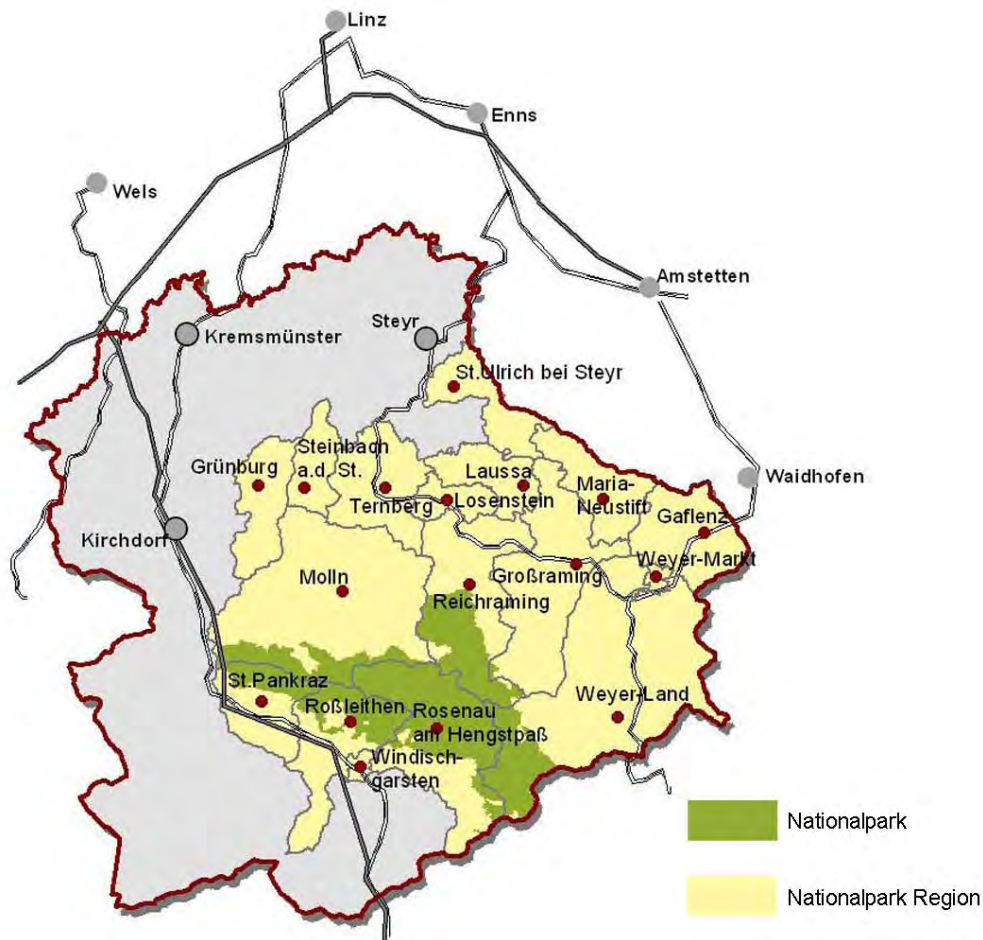 Linz
Enns
Wels
Amstetten
Steyr
Kremsmünster
St.Ulrich bei Steyr
Steinbach
a.d. St.
Grünburg
Laussa
Waidhofen
Maria-
Neustift
Ternberg
Losenstein
Gaflenz
Kirchdorf
Weyer-Markt
Molln
Großraming
Reichraming
St.Pankraz
Roßleithen
Rosenau
am Hengstpaß
Weyer-Land
Windisch-
garsten
Nationalpark
Nationalpark Region